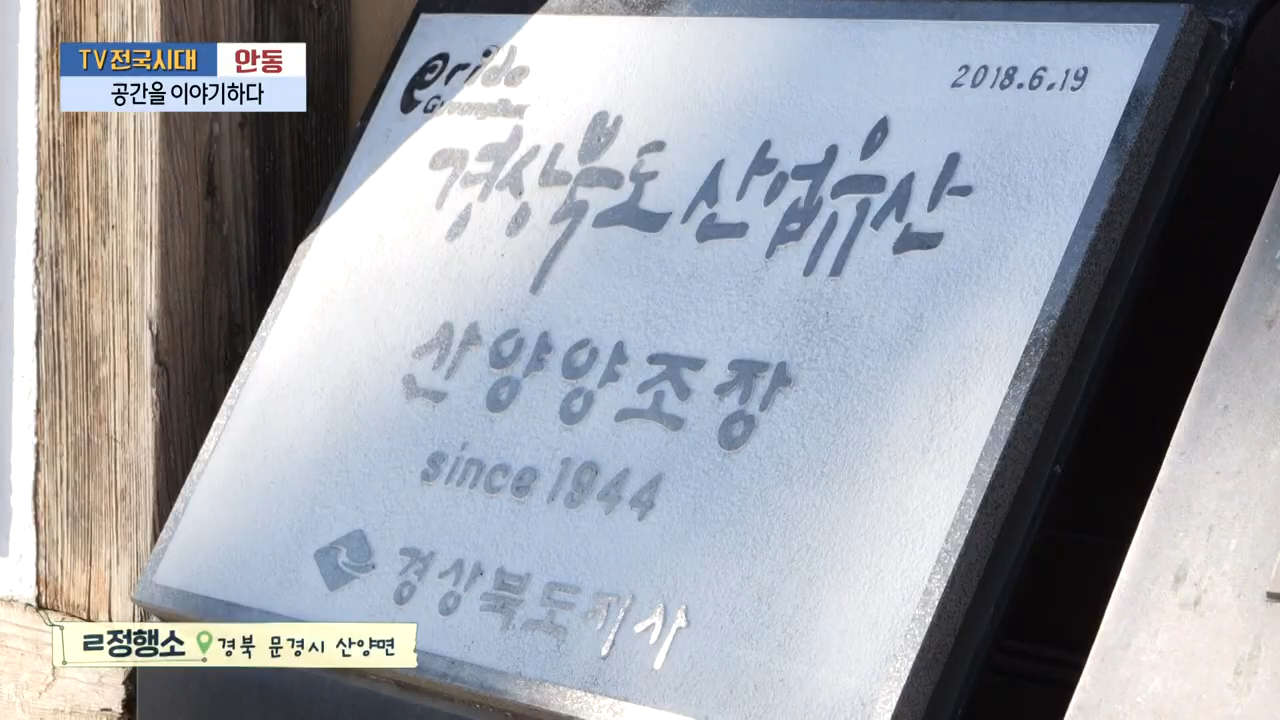 TV전국시대 안동
공간을 이야기하다
Pride
GyeongBuk
2018.6.19
경상북도 산업유산
산양양조장
since 1944
경상북도지사
ㄹ정행소 경북 문경시 산양면